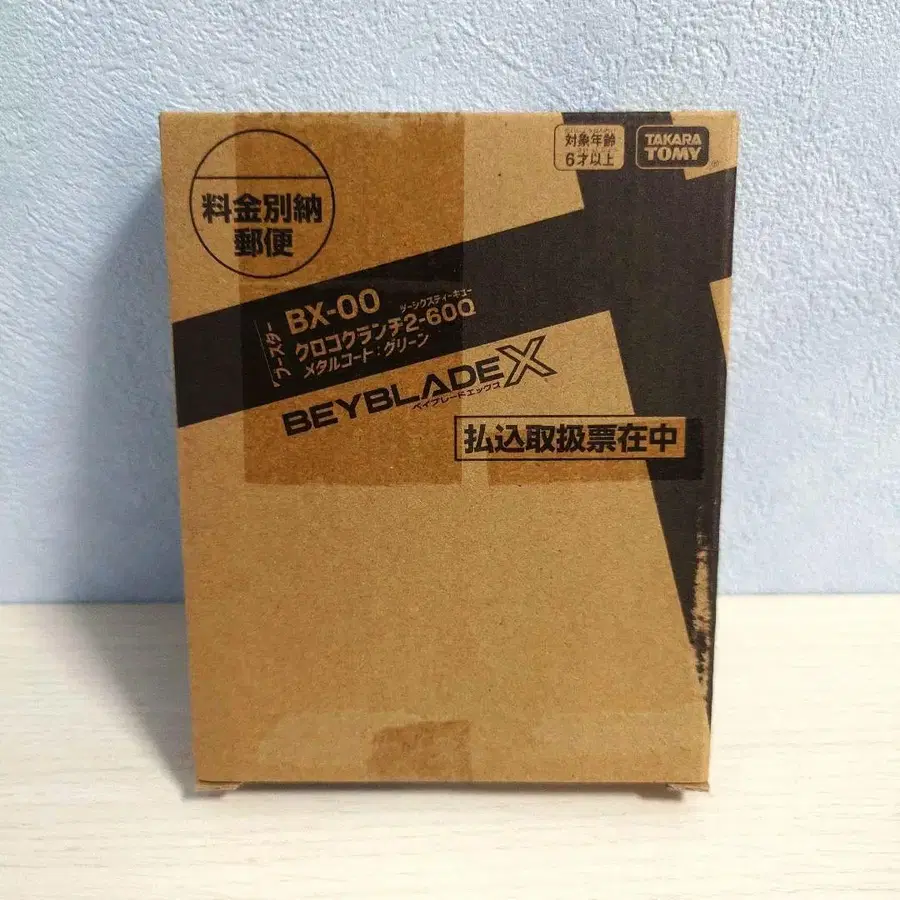 料金別納
郵便
対象年齢
6才以上
TAKARA
TOMY
ブースター
BX-00
ツーシックスティーキュー
クロコクランチ2-60Q
メタルコート：グリーン
BEYBLADE X
ベイブレードエックス
払込取扱票在中